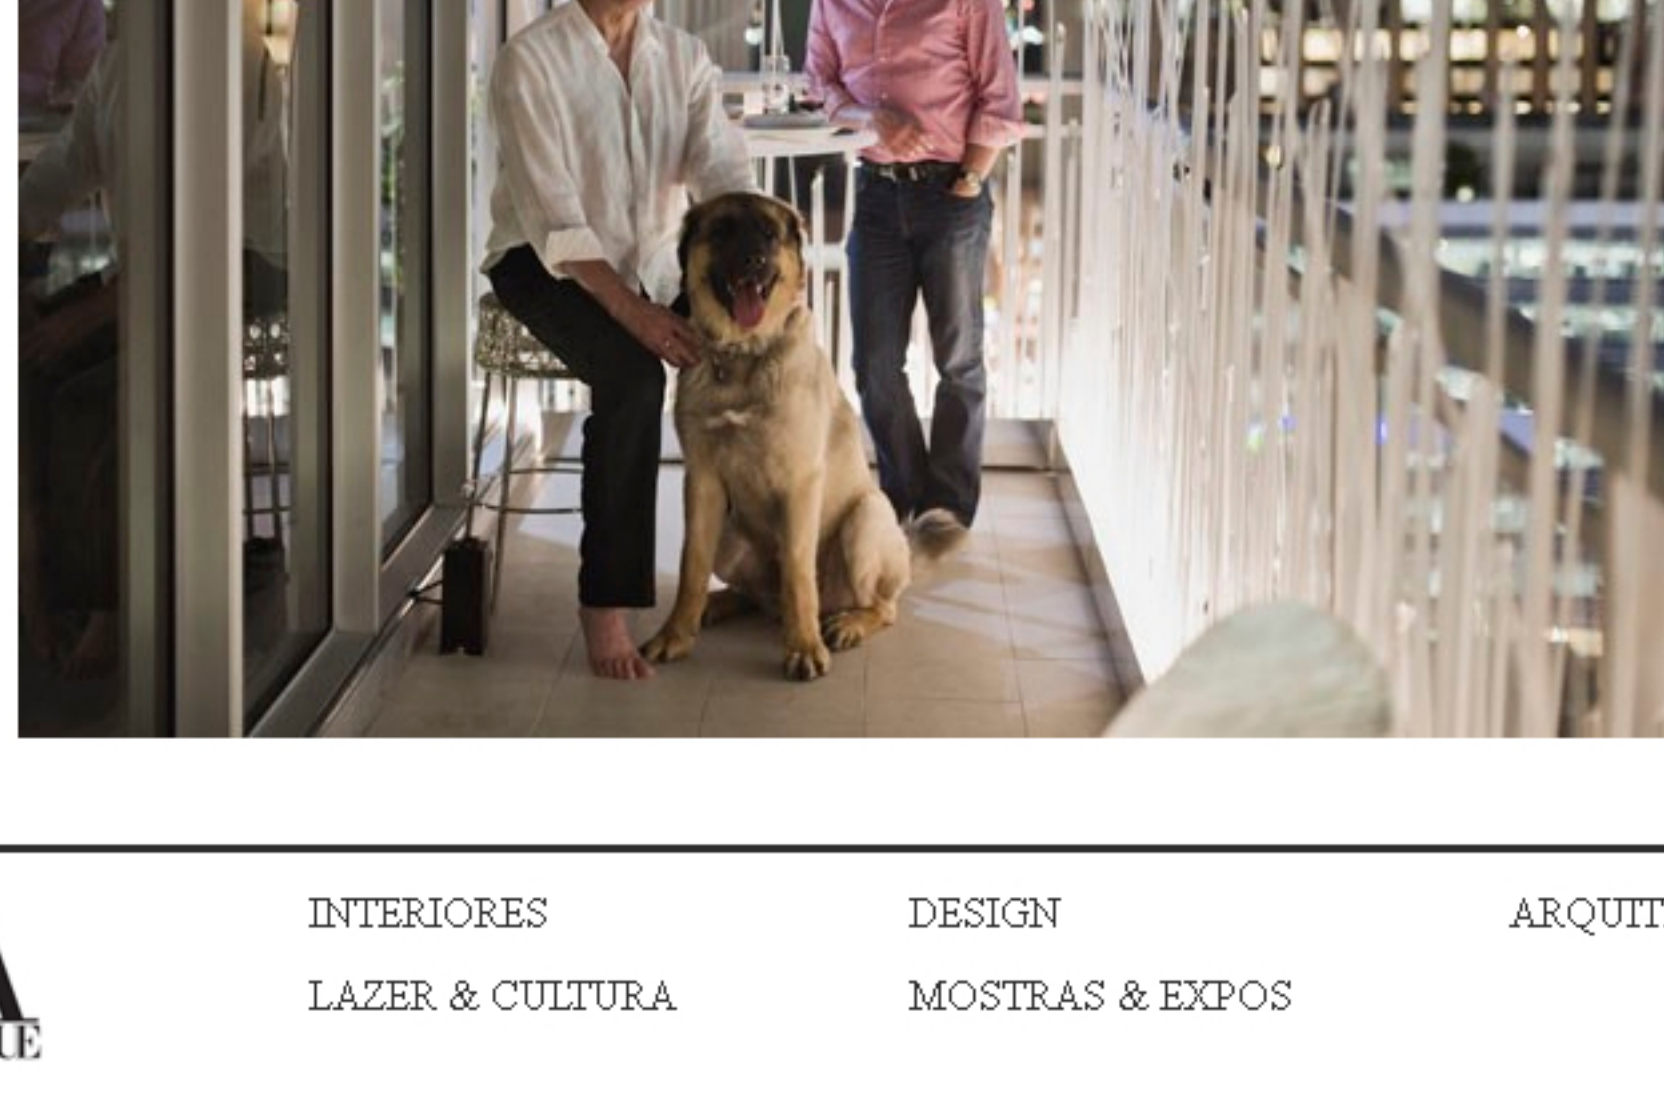 INTERIORES DESIGN
LAZER & CULTURA MOSTRAS & EXPOS